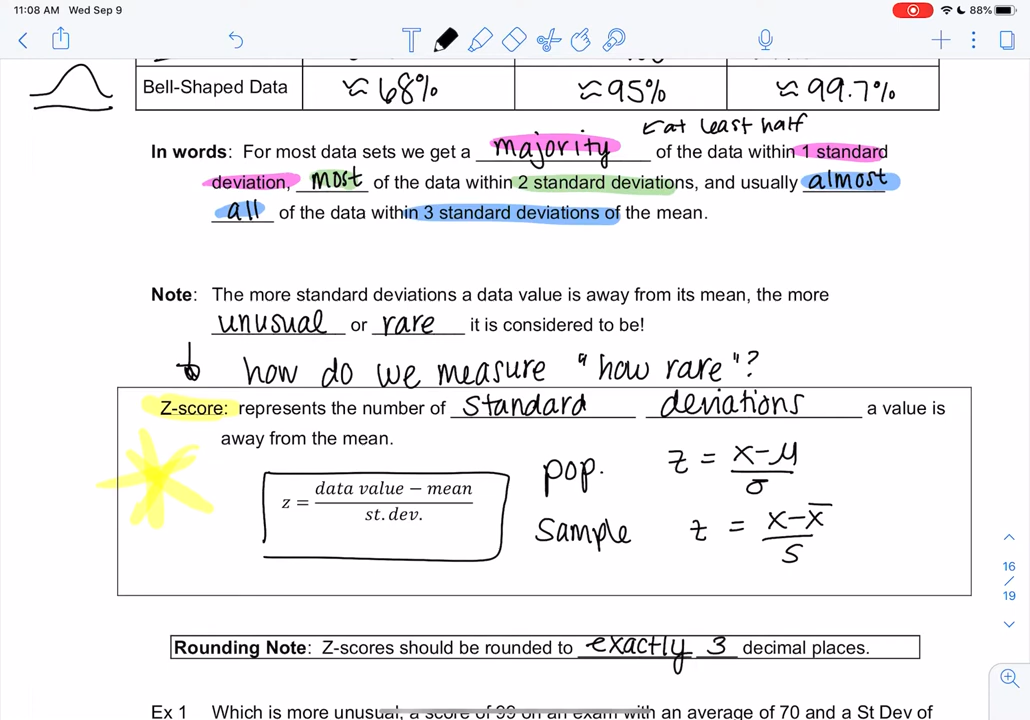 11:08 AM Wed Sep 9
88%
Bell-Shaped Data ≈68% ≈95% ≈99.7%
← at least half
In words: For most data sets we get a majority of the data within 1 standard
deviation, most of the data within 2 standard deviations, and usually almost
all of the data within 3 standard deviations of the mean.
Note: The more standard deviations a data value is away from its mean, the more
unusual or rare it is considered to be!
how do we measure "how rare"?
Z-score: represents the number of standard deviations a value is
away from the mean.
z = data value − mean / st. dev.
pop. z = x-μ / σ
Sample z = x-x̄ / s
16
/
19
Rounding Note: Z-scores should be rounded to exactly 3 decimal places.
Ex 1 Which is more unusual, a score of 99 on an exam with an average of 70 and a St Dev of